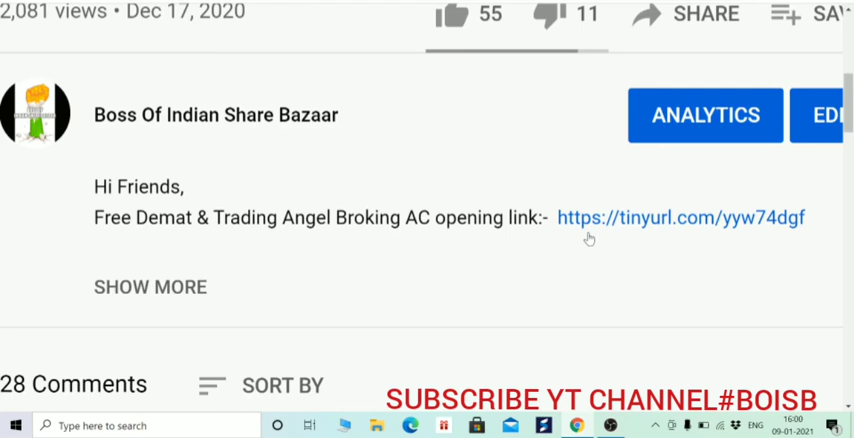 2,081 views • Dec 17, 2020
55
11
SHARE
SAV
Boss Of Indian Share Bazaar
ANALYTICS
EDI
Hi Friends,
Free Demat & Trading Angel Broking AC opening link:- https://tinyurl.com/yyw74dgf
SHOW MORE
28 Comments
SORT BY
SUBSCRIBE YT CHANNEL#BOISB
Type here to search
ENG
16:00
09-01-2021